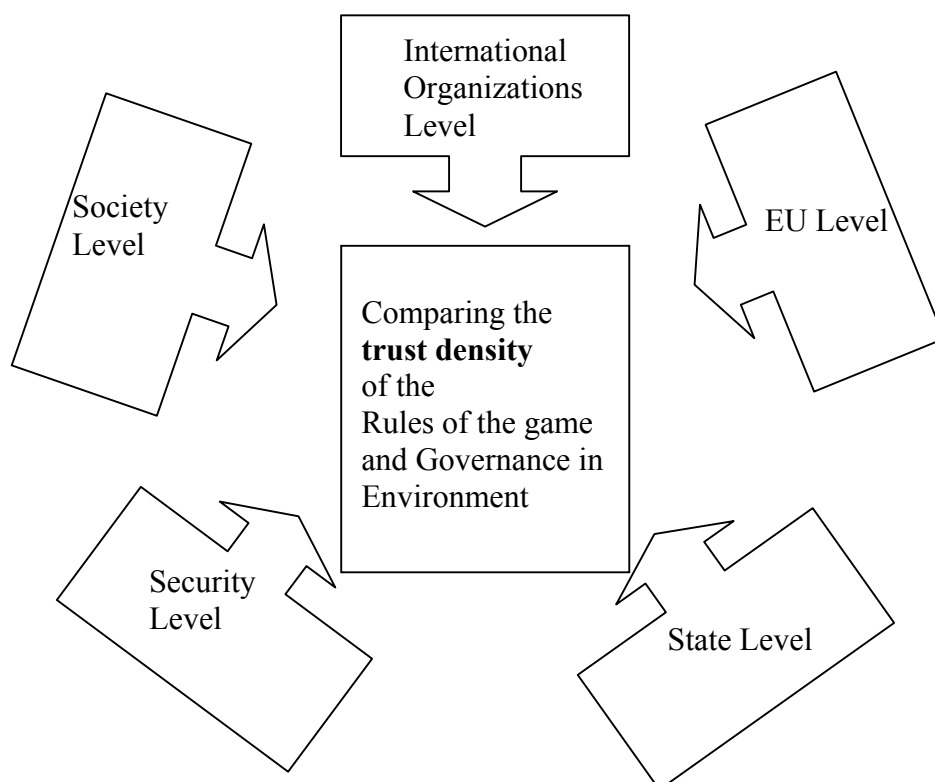 International
Organizations
Level
Society
Level
EU Level
Comparing the
trust density
of the
Rules of the game
and Governance in
Environment
Security
Level
State Level